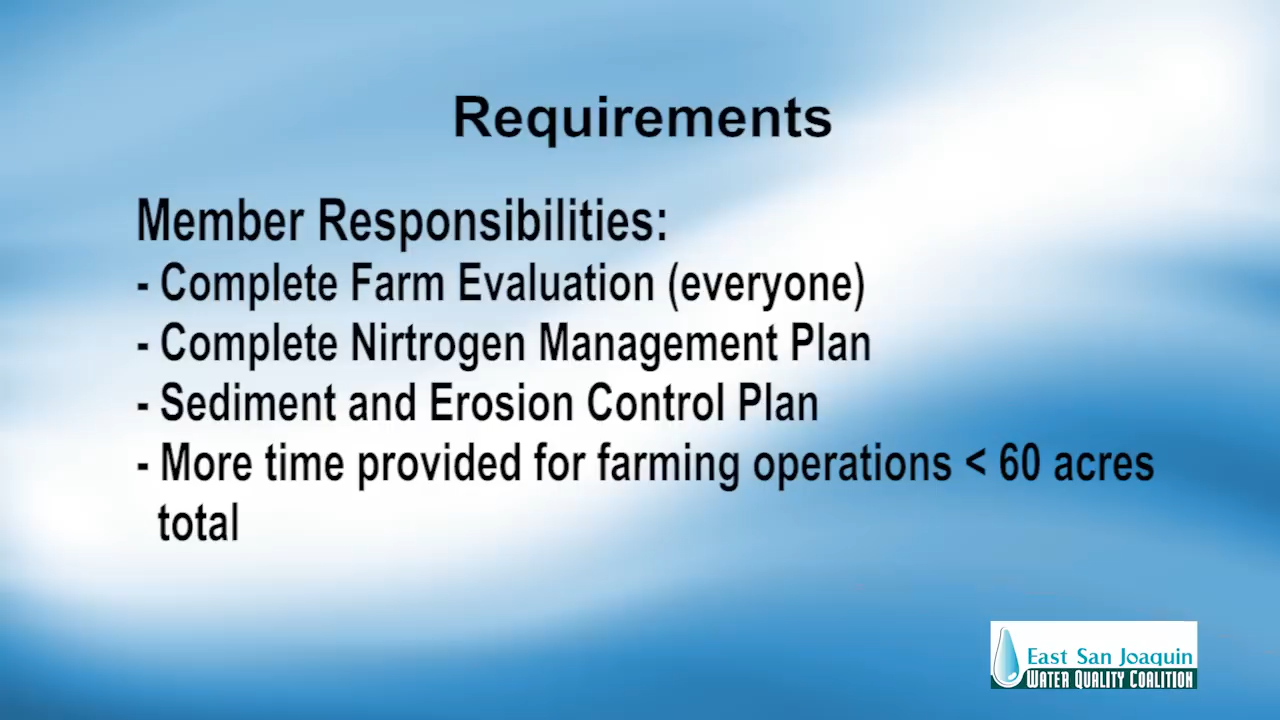 Requirements
Member Responsibilities:
- Complete Farm Evaluation (everyone)
- Complete Nirtrogen Management Plan
- Sediment and Erosion Control Plan
- More time provided for farming operations < 60 acres
total
East San Joaquin
WATER QUALITY COALITION